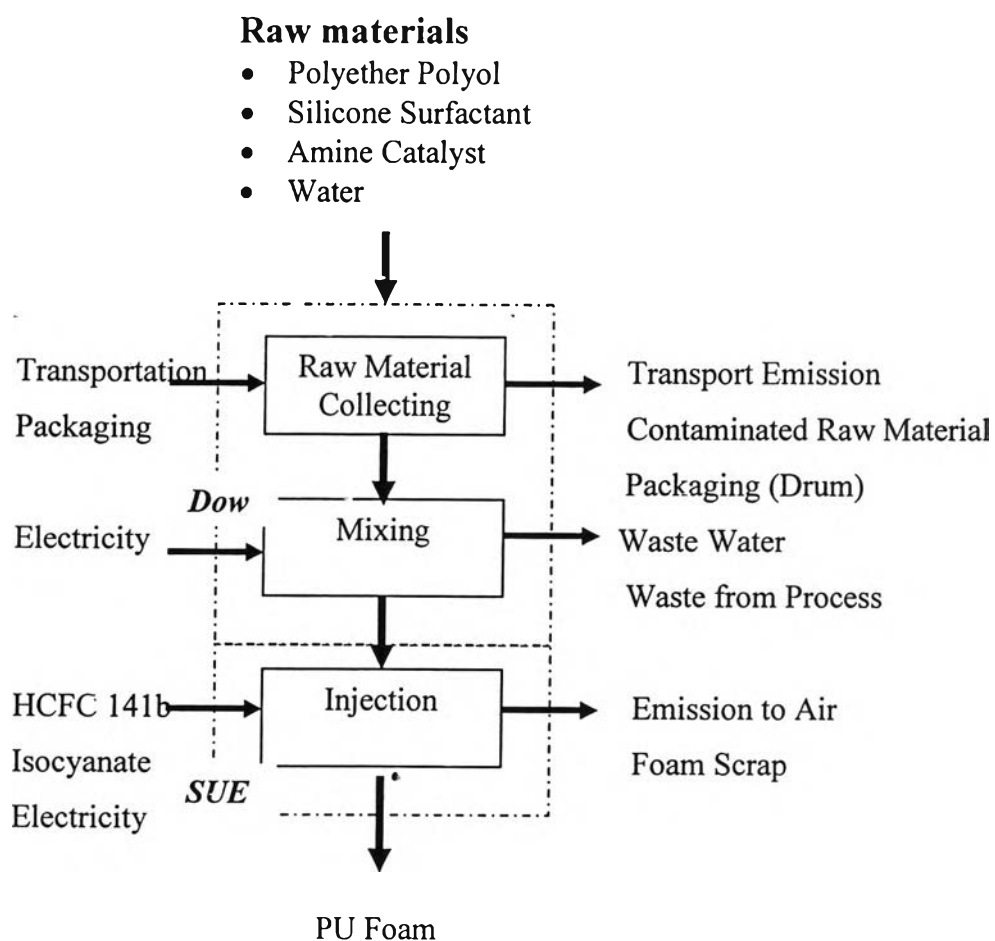 Raw materials
• Polyether Polyol
• Silicone Surfactant
• Amine Catalyst
• Water
Transportation
Packaging
Raw Material
Collecting
Transport Emission
Contaminated Raw Material
Packaging (Drum)
Dow
Electricity
Mixing
Waste Water
Waste from Process
HCFC 141b
Isocyanate
Electricity
SUE
Injection
Emission to Air
Foam Scrap
PU Foam